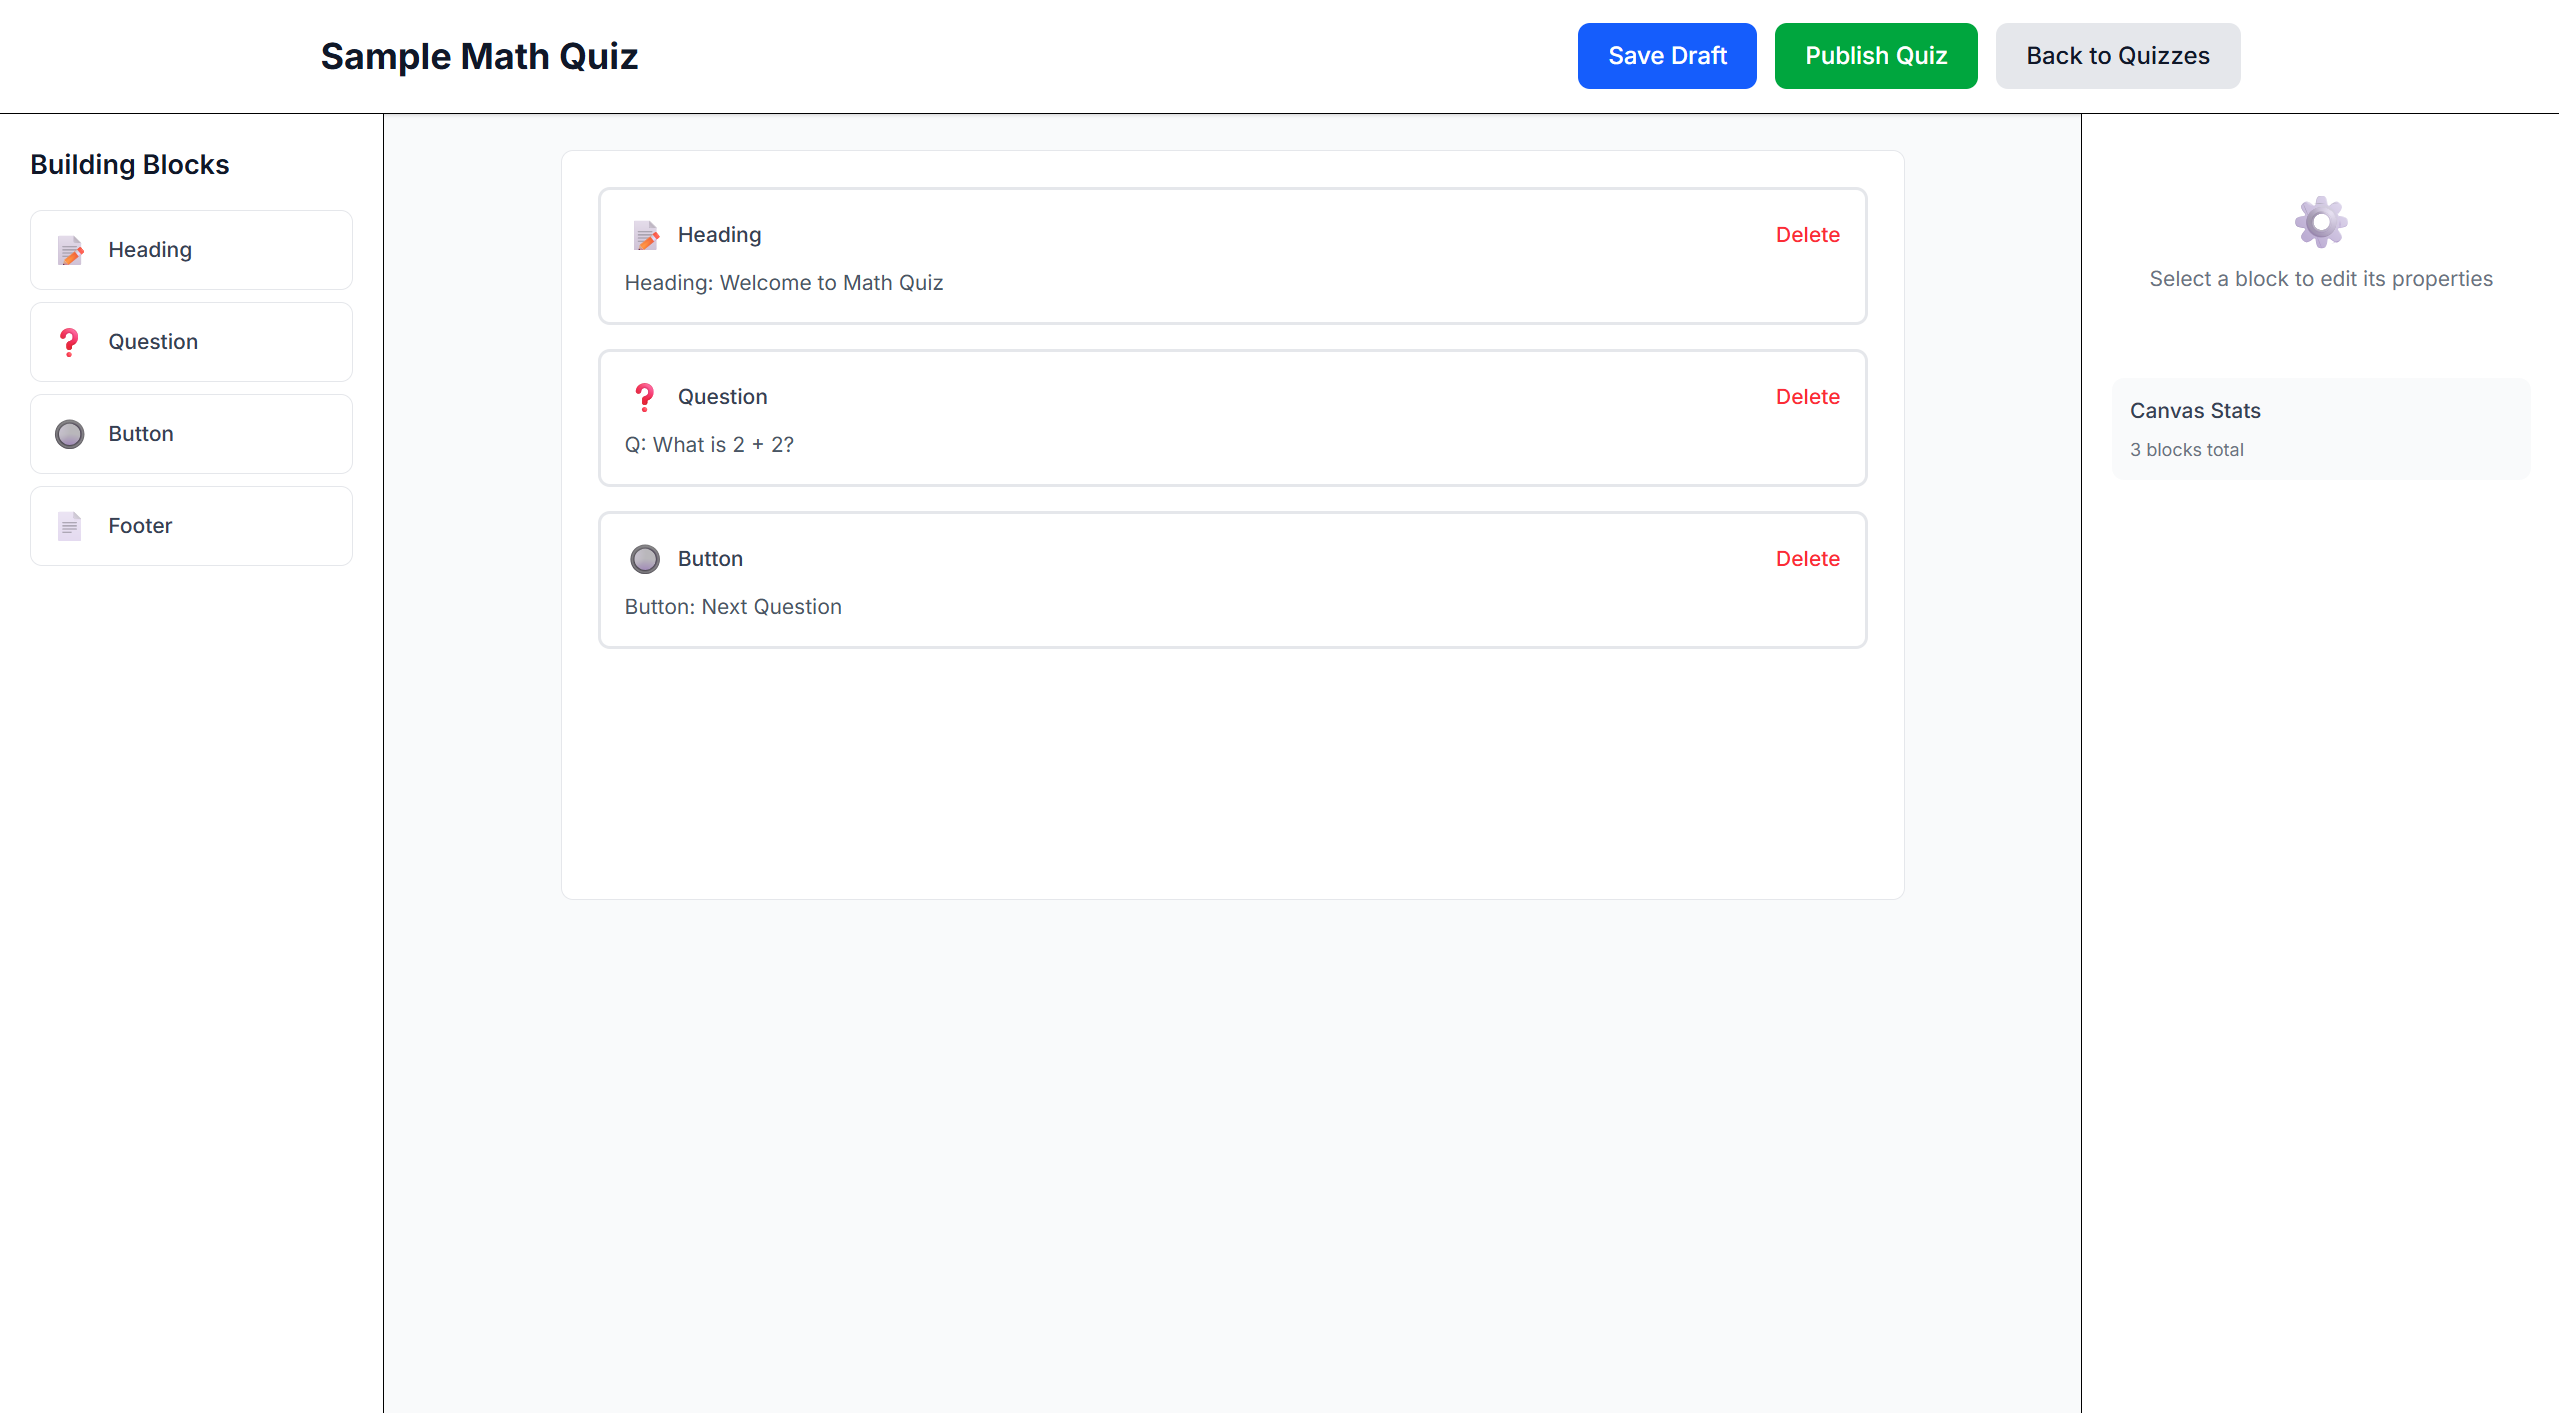 Sample Math Quiz
Save Draft
Publish Quiz
Back to Quizzes
Building Blocks
Heading
Question
Button
Footer
Heading
Delete
Heading: Welcome to Math Quiz
Question
Delete
Q: What is 2 + 2?
Button
Delete
Button: Next Question
Select a block to edit its properties
Canvas Stats
3 blocks total